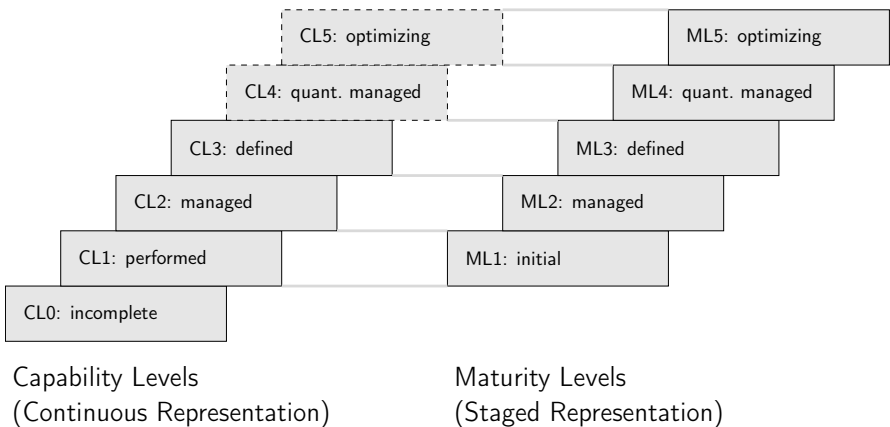 CL5: optimizing
ML5: optimizing
CL4: quant. managed
ML4: quant. managed
CL3: defined
ML3: defined
CL2: managed
ML2: managed
CL1: performed
ML1: initial
CL0: incomplete
Capability Levels
(Continuous Representation)
Maturity Levels
(Staged Representation)